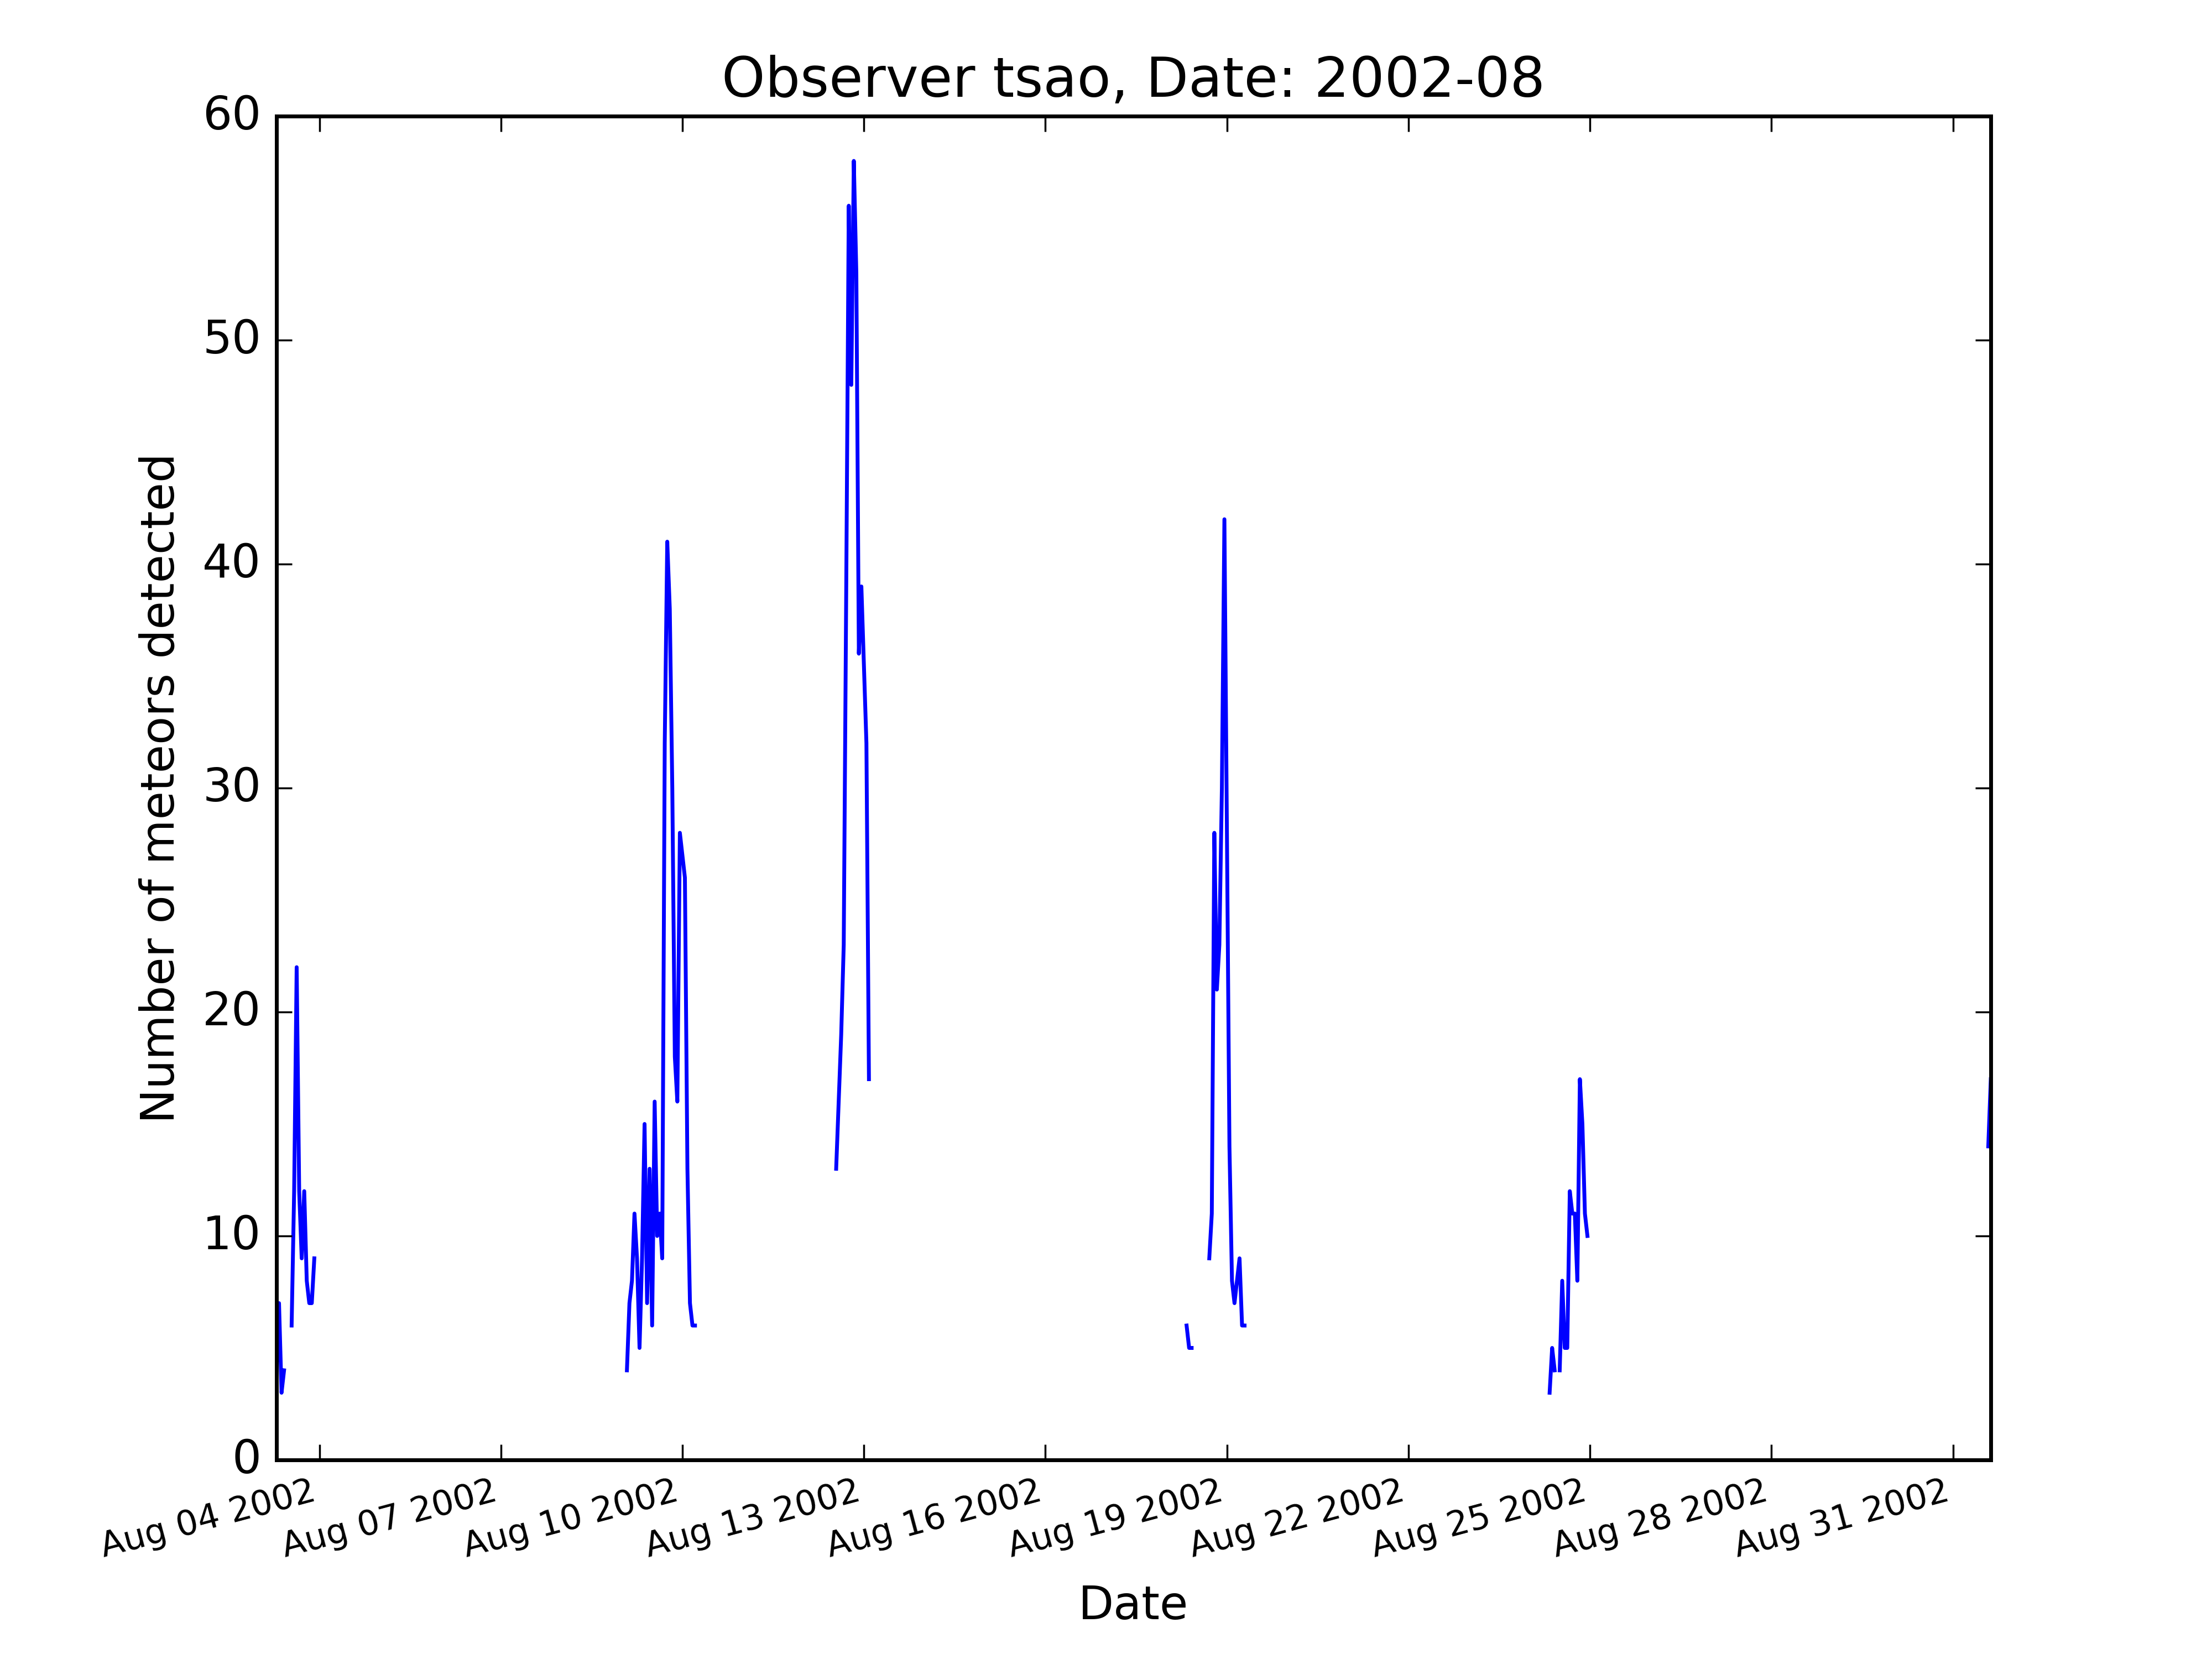 Observer tsao, Date: 2002-08
60
50
40
30
20
10
0
Number of meteors detected
Aug 04 2002
Aug 07 2002
Aug 10 2002
Aug 13 2002
Aug 16 2002
Aug 19 2002
Aug 22 2002
Aug 25 2002
Aug 28 2002
Aug 31 2002
Date